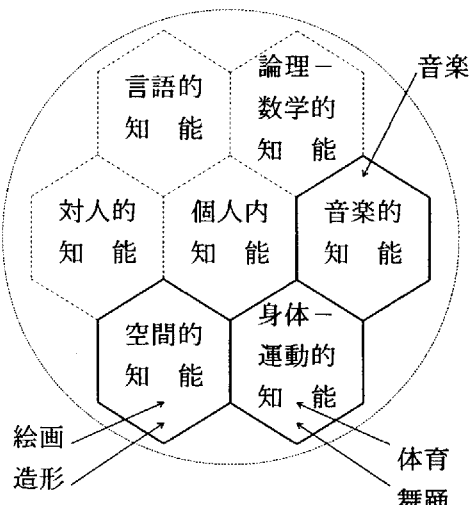 言語的
知 能
論理－
数学的
知 能
音楽
対人的
知 能
個人内
知 能
音楽的
知 能
空間的
知 能
身体－
運動的
知 能
絵画
造形
体育
舞踊